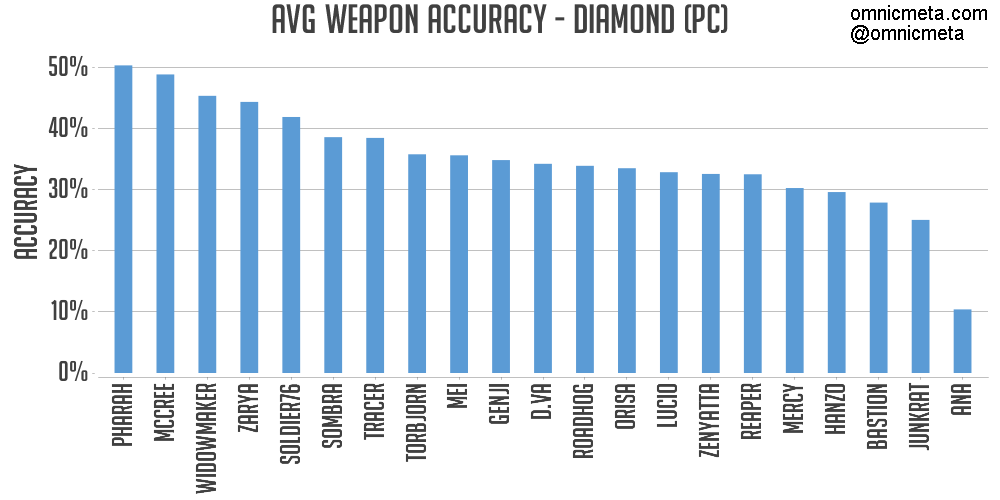 AVG WEAPON ACCURACY - DIAMOND (PC)
omnicmeta.com
@omnicmeta
ACCURACY
50%
40%
30%
20%
10%
0%
PHARAH
MCCREE
WIDOWMAKER
ZARYA
SOLDIER76
SOMBRA
TRACER
TORBJORN
MEI
GENJI
D.VA
ROADHOG
ORISA
LUCIO
ZENYATTA
REAPER
MERCY
HANZO
BASTION
JUNKRAT
ANA